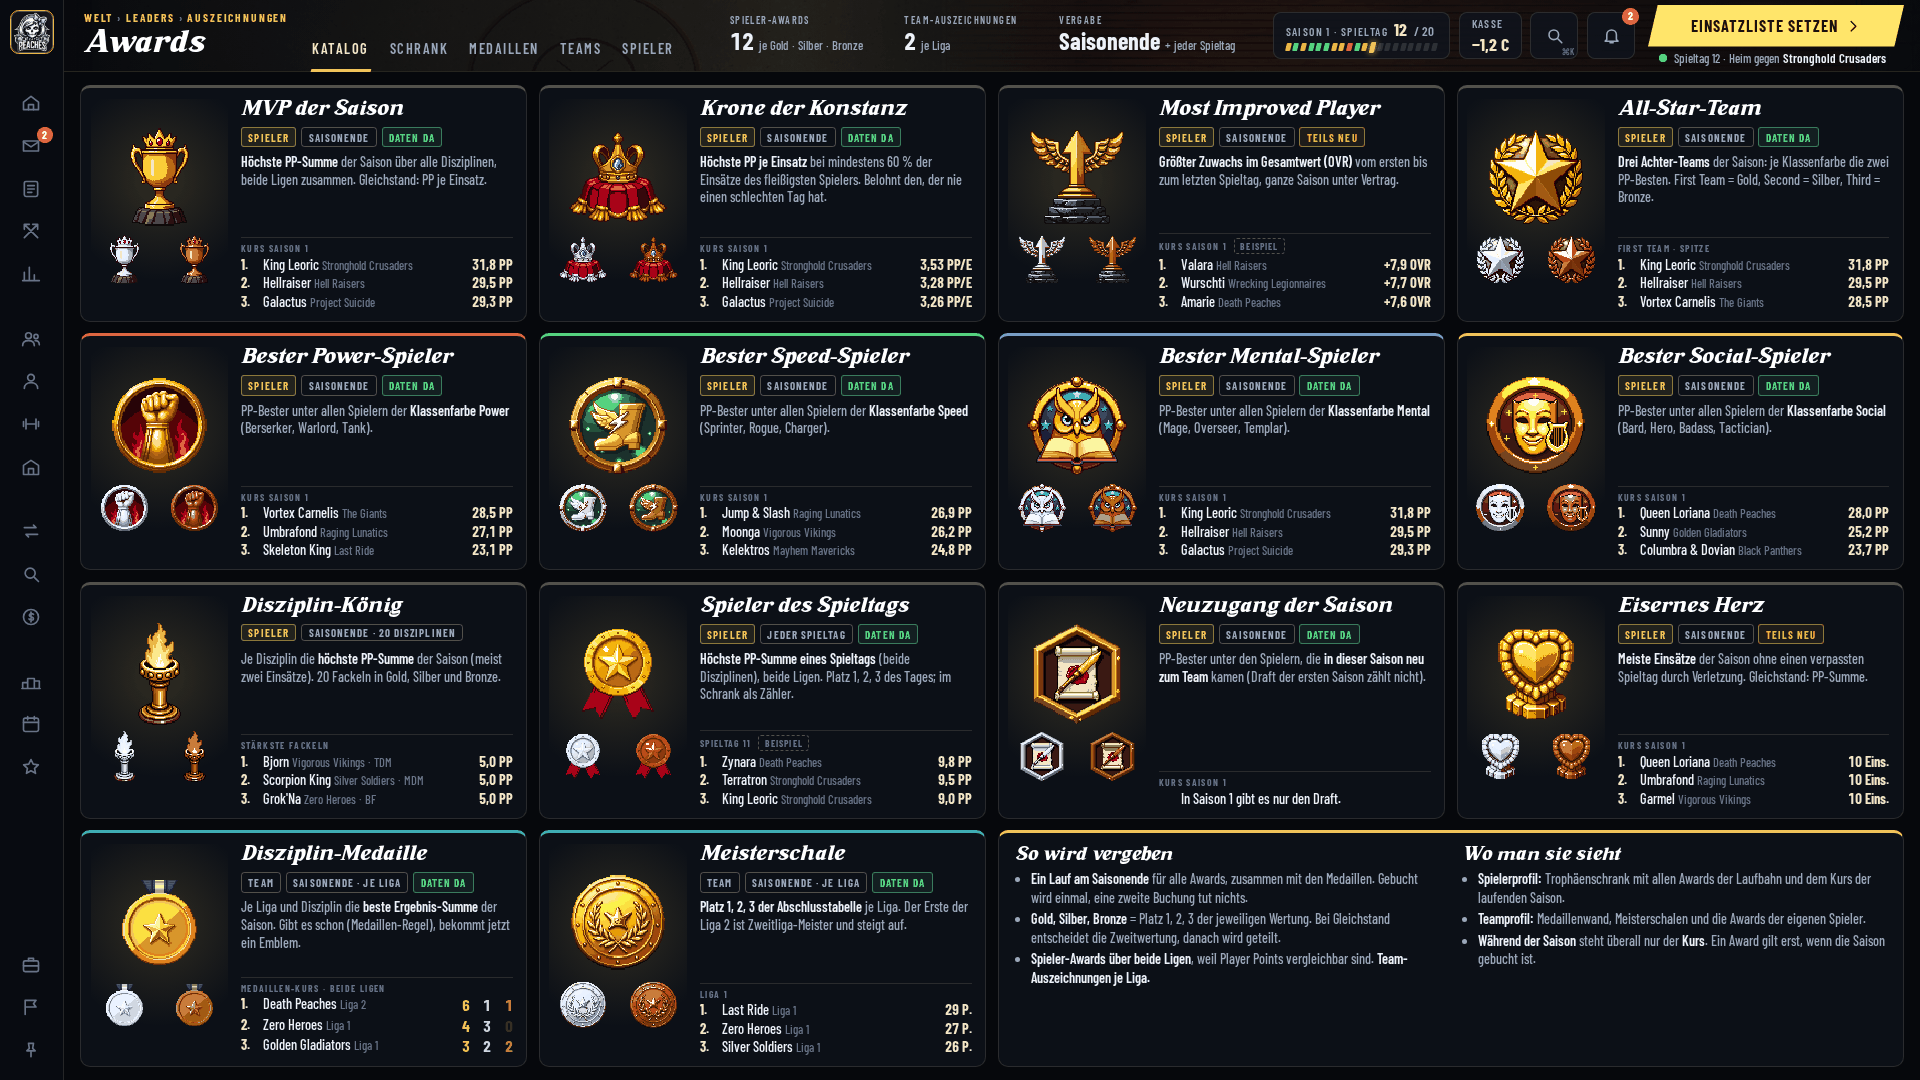 PEACHES
WELT › LEADERS › AUSZEICHNUNGEN
Awards
KATALOG
SCHRANK
MEDAILLEN
TEAMS
SPIELER
SPIELER-AWARDS
12 je Gold · Silber · Bronze
TEAM-AUSZEICHNUNGEN
2 je Liga
VERGABE
Saisonende + jeder Spieltag
SAISON 1 · SPIELTAG 12 / 20
KASSE
−1,2 C
⌘K
2
EINSATZLISTE SETZEN
Spieltag 12 · Heim gegen Stronghold Crusaders
2
MVP der Saison
SPIELER SAISONENDE DATEN DA
Höchste PP-Summe der Saison über alle Disziplinen,
beide Ligen zusammen. Gleichstand: PP je Einsatz.
KURS SAISON 1
1. King Leoric Stronghold Crusaders 31,8 PP
2. Hellraiser Hell Raisers 29,5 PP
3. Galactus Project Suicide 29,3 PP
Krone der Konstanz
SPIELER SAISONENDE DATEN DA
Höchste PP je Einsatz bei mindestens 60 % der
Einsätze des fleißigsten Spielers. Belohnt den, der nie
einen schlechten Tag hat.
KURS SAISON 1
1. King Leoric Stronghold Crusaders 3,53 PP/E
2. Hellraiser Hell Raisers 3,28 PP/E
3. Galactus Project Suicide 3,26 PP/E
Most Improved Player
SPIELER SAISONENDE TEILS NEU
Größter Zuwachs im Gesamtwert (OVR) vom ersten bis
zum letzten Spieltag, ganze Saison unter Vertrag.
KURS SAISON 1 BEISPIEL
1. Valara Hell Raisers +7,9 OVR
2. Wurschti Wrecking Legionnaires +7,7 OVR
3. Amarie Death Peaches +7,6 OVR
All-Star-Team
SPIELER SAISONENDE DATEN DA
Drei Achter-Teams der Saison: je Klassenfarbe die zwei
PP-Besten. First Team = Gold, Second = Silber, Third =
Bronze.
FIRST TEAM · SPITZE
1. King Leoric Stronghold Crusaders 31,8 PP
2. Hellraiser Hell Raisers 29,5 PP
3. Vortex Carnelis The Giants 28,5 PP
Bester Power-Spieler
SPIELER SAISONENDE DATEN DA
PP-Bester unter allen Spielern der Klassenfarbe Power
(Berserker, Warlord, Tank).
KURS SAISON 1
1. Vortex Carnelis The Giants 28,5 PP
2. Umbrafond Raging Lunatics 27,1 PP
3. Skeleton King Last Ride 23,1 PP
Bester Speed-Spieler
SPIELER SAISONENDE DATEN DA
PP-Bester unter allen Spielern der Klassenfarbe Speed
(Sprinter, Rogue, Charger).
KURS SAISON 1
1. Jump & Slash Raging Lunatics 26,9 PP
2. Moonga Vigorous Vikings 26,2 PP
3. Kelektros Mayhem Mavericks 24,8 PP
Bester Mental-Spieler
SPIELER SAISONENDE DATEN DA
PP-Bester unter allen Spielern der Klassenfarbe Mental
(Mage, Overseer, Templar).
KURS SAISON 1
1. King Leoric Stronghold Crusaders 31,8 PP
2. Hellraiser Hell Raisers 29,5 PP
3. Galactus Project Suicide 29,3 PP
Bester Social-Spieler
SPIELER SAISONENDE DATEN DA
PP-Bester unter allen Spielern der Klassenfarbe Social
(Bard, Hero, Badass, Tactician).
KURS SAISON 1
1. Queen Loriana Death Peaches 28,0 PP
2. Sunny Golden Gladiators 25,2 PP
3. Columbra & Dovian Black Panthers 23,7 PP
Disziplin-König
SPIELER SAISONENDE · 20 DISZIPLINEN
Je Disziplin die höchste PP-Summe der Saison (meist
zwei Einsätze). 20 Fackeln in Gold, Silber und Bronze.
STÄRKSTE FACKELN
1. Bjorn Vigorous Vikings · TDM 5,0 PP
2. Scorpion King Silver Soldiers · MDM 5,0 PP
3. Grok'Na Zero Heroes · BF 5,0 PP
Spieler des Spieltags
SPIELER JEDER SPIELTAG DATEN DA
Höchste PP-Summe eines Spieltags (beide
Disziplinen), beide Ligen. Platz 1, 2, 3 des Tages; im
Schrank als Zähler.
SPIELTAG 11 BEISPIEL
1. Zynara Death Peaches 9,8 PP
2. Terratron Stronghold Crusaders 9,5 PP
3. King Leoric Stronghold Crusaders 9,0 PP
Neuzugang der Saison
SPIELER SAISONENDE DATEN DA
PP-Bester unter den Spielern, die in dieser Saison neu
zum Team kamen (Draft der ersten Saison zählt nicht).
KURS SAISON 1
In Saison 1 gibt es nur den Draft.
Eisernes Herz
SPIELER SAISONENDE TEILS NEU
Meiste Einsätze der Saison ohne einen verpassten
Spieltag durch Verletzung. Gleichstand: PP-Summe.
KURS SAISON 1
1. Queen Loriana Death Peaches 10 Eins.
2. Umbrafond Raging Lunatics 10 Eins.
3. Garmel Vigorous Vikings 10 Eins.
Disziplin-Medaille
TEAM SAISONENDE · JE LIGA DATEN DA
Je Liga und Disziplin die beste Ergebnis-Summe der
Saison. Gibt es schon (Medaillen-Regel), bekommt jetzt
ein Emblem.
MEDAILLEN-KURS · BEIDE LIGEN
1. Death Peaches Liga 2 6 1 1
2. Zero Heroes Liga 1 4 3 0
3. Golden Gladiators Liga 1 3 2 2
Meisterschale
TEAM SAISONENDE · JE LIGA DATEN DA
Platz 1, 2, 3 der Abschlusstabelle je Liga. Der Erste der
Liga 2 ist Zweitliga-Meister und steigt auf.
LIGA 1
1. Last Ride Liga 1 29 P.
2. Zero Heroes Liga 1 27 P.
3. Silver Soldiers Liga 1 26 P.
So wird vergeben
• Ein Lauf am Saisonende für alle Awards, zusammen mit den Medaillen. Gebucht
wird einmal, eine zweite Buchung tut nichts.
• Gold, Silber, Bronze = Platz 1, 2, 3 der jeweiligen Wertung. Bei Gleichstand
entscheidet die Zweitwertung, danach wird geteilt.
• Spieler-Awards über beide Ligen, weil Player Points vergleichbar sind. Team-
Auszeichnungen je Liga.
Wo man sie sieht
• Spielerprofil: Trophäenschrank mit allen Awards der Laufbahn und dem Kurs der
laufenden Saison.
• Teamprofil: Medaillenwand, Meisterschalen und die Awards der eigenen Spieler.
• Während der Saison steht überall nur der Kurs. Ein Award gilt erst, wenn die Saison
gebucht ist.